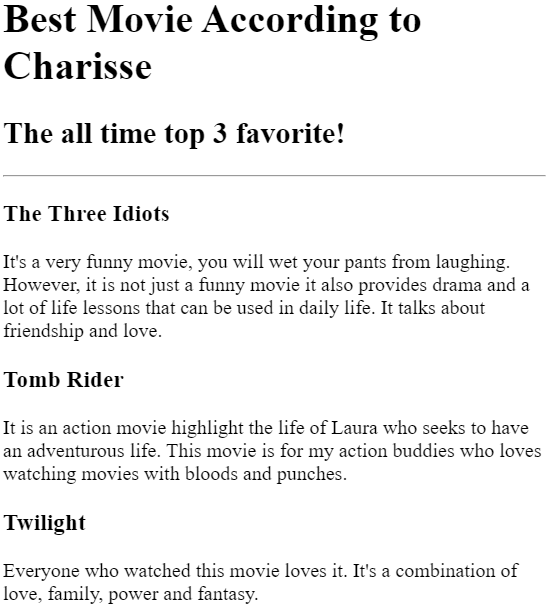 Best Movie According to
Charisse
The all time top 3 favorite!
The Three Idiots
It's a very funny movie, you will wet your pants from laughing.
However, it is not just a funny movie it also provides drama and a
lot of life lessons that can be used in daily life. It talks about
friendship and love.
Tomb Rider
It is an action movie highlight the life of Laura who seeks to have
an adventurous life. This movie is for my action buddies who loves
watching movies with bloods and punches.
Twilight
Everyone who watched this movie loves it. It's a combination of
love, family, power and fantasy.